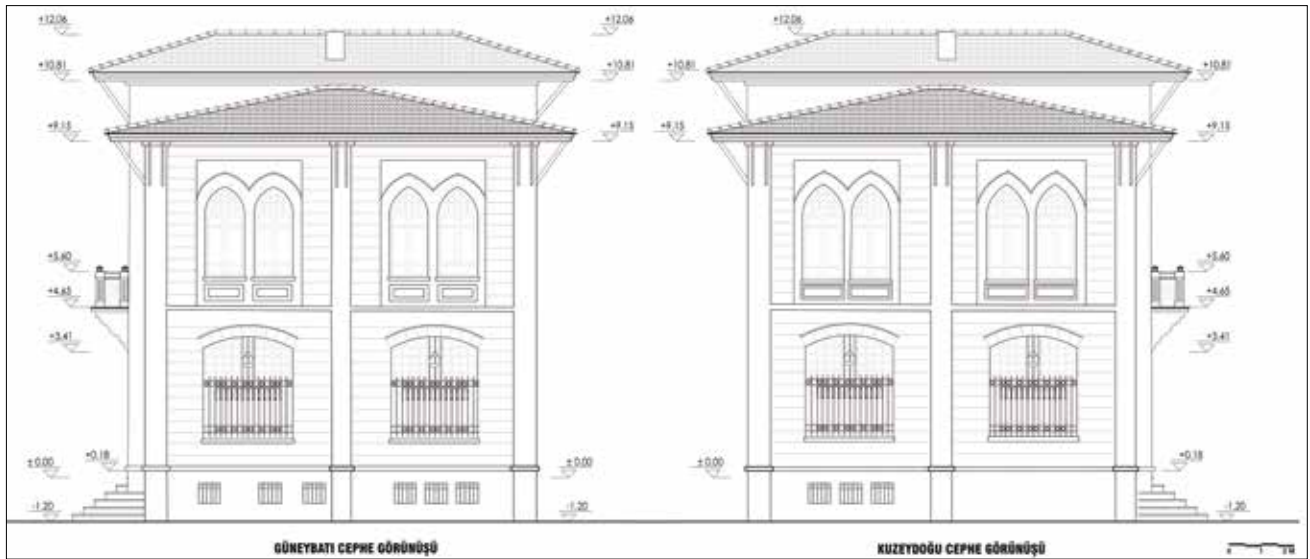 +12.06 +12.06 +12.06
+10.81 +10.81 +10.81 +10.81
+9.15 +9.15 +9.15 +9.15
+5.60 +5.60
+4.65 +4.65
+3.41 +3.41
±0.00 +0.18 ±0.00 ±0.00 +0.18
-1.20 -1.20 -1.20
GÜNEYBATI CEPHE GÖRÜNÜŞÜ KUZEYDOĞU CEPHE GÖRÜNÜŞÜ